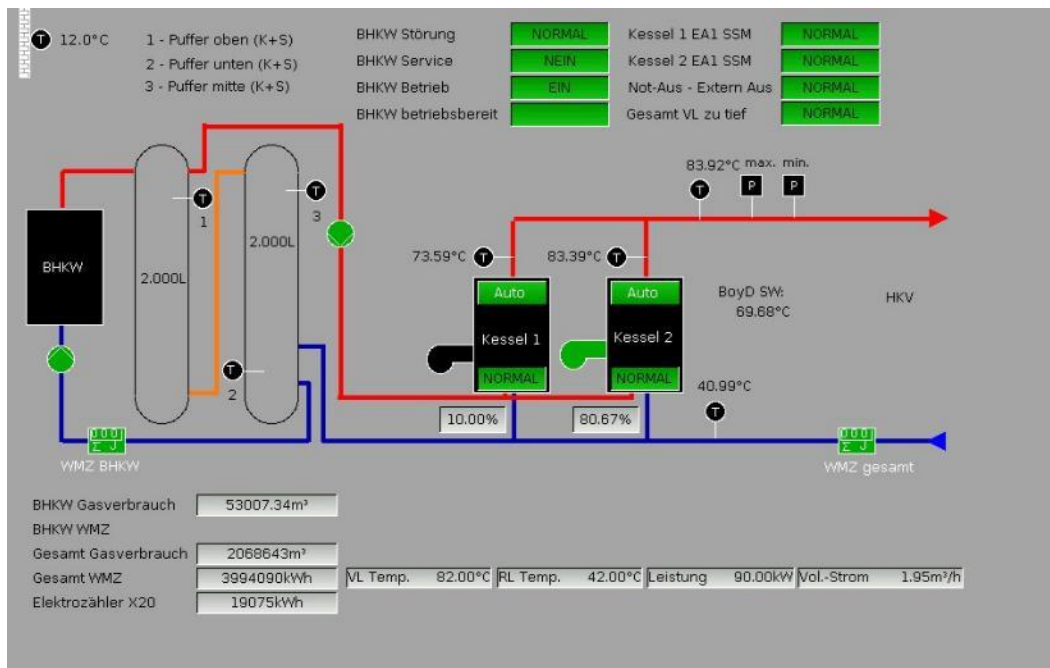 12.0°C
1 - Puffer oben (K+S)
2 - Puffer unten (K+S)
3 - Puffer mitte (K+S)
BHKW Störung NORMAL Kessel 1 EA1 SSM NORMAL
BHKW Service NEIN Kessel 2 EA1 SSM NORMAL
BHKW Betrieb EIN Not-Aus - Extern Aus NORMAL
BHKW betriebsbereit Gesamt VL zu tief NORMAL
T
83.92°C max. min.
T P P
T 1
T 3
2.000L
2.000L
BHKW
73.59°C T 83.39°C T
Auto Auto
BoyD SW:
69.68°C
HKV
Kessel 1 Kessel 2
NORMAL NORMAL
T 2
40.99°C
T
10.00% 80.67%
0001
Σ J
WMZ BHKW
000J
Σ J
WMZ gesamt
BHKW Gasverbrauch 53007.34m³
BHKW WMZ
Gesamt Gasverbrauch 2068643m³
Gesamt WMZ 3994090kWh VL Temp. 82.00°C RL Temp. 42.00°C Leistung 90.00kW Vol.-Strom 1.95m³/h
Elektrozähler X20 19075kWh